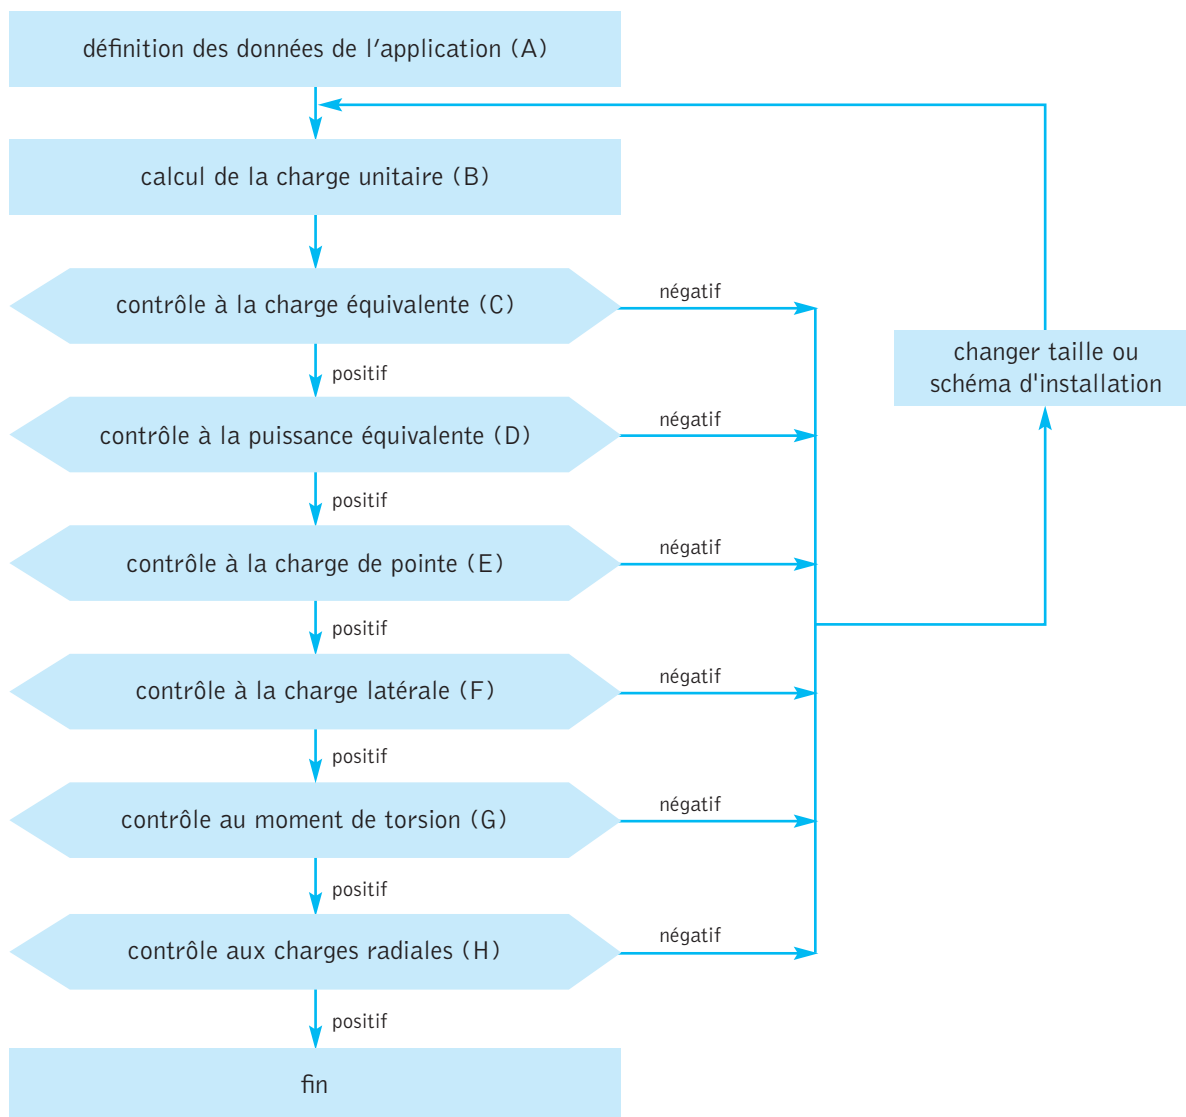 définition des données de l'application (A)
calcul de la charge unitaire (B)
contrôle à la charge équivalente (C)
négatif
changer taille ou
schéma d'installation
positif
contrôle à la puissance équivalente (D)
négatif
positif
contrôle à la charge de pointe (E)
négatif
positif
contrôle à la charge latérale (F)
négatif
positif
contrôle au moment de torsion (G)
négatif
positif
contrôle aux charges radiales (H)
négatif
positif
fin